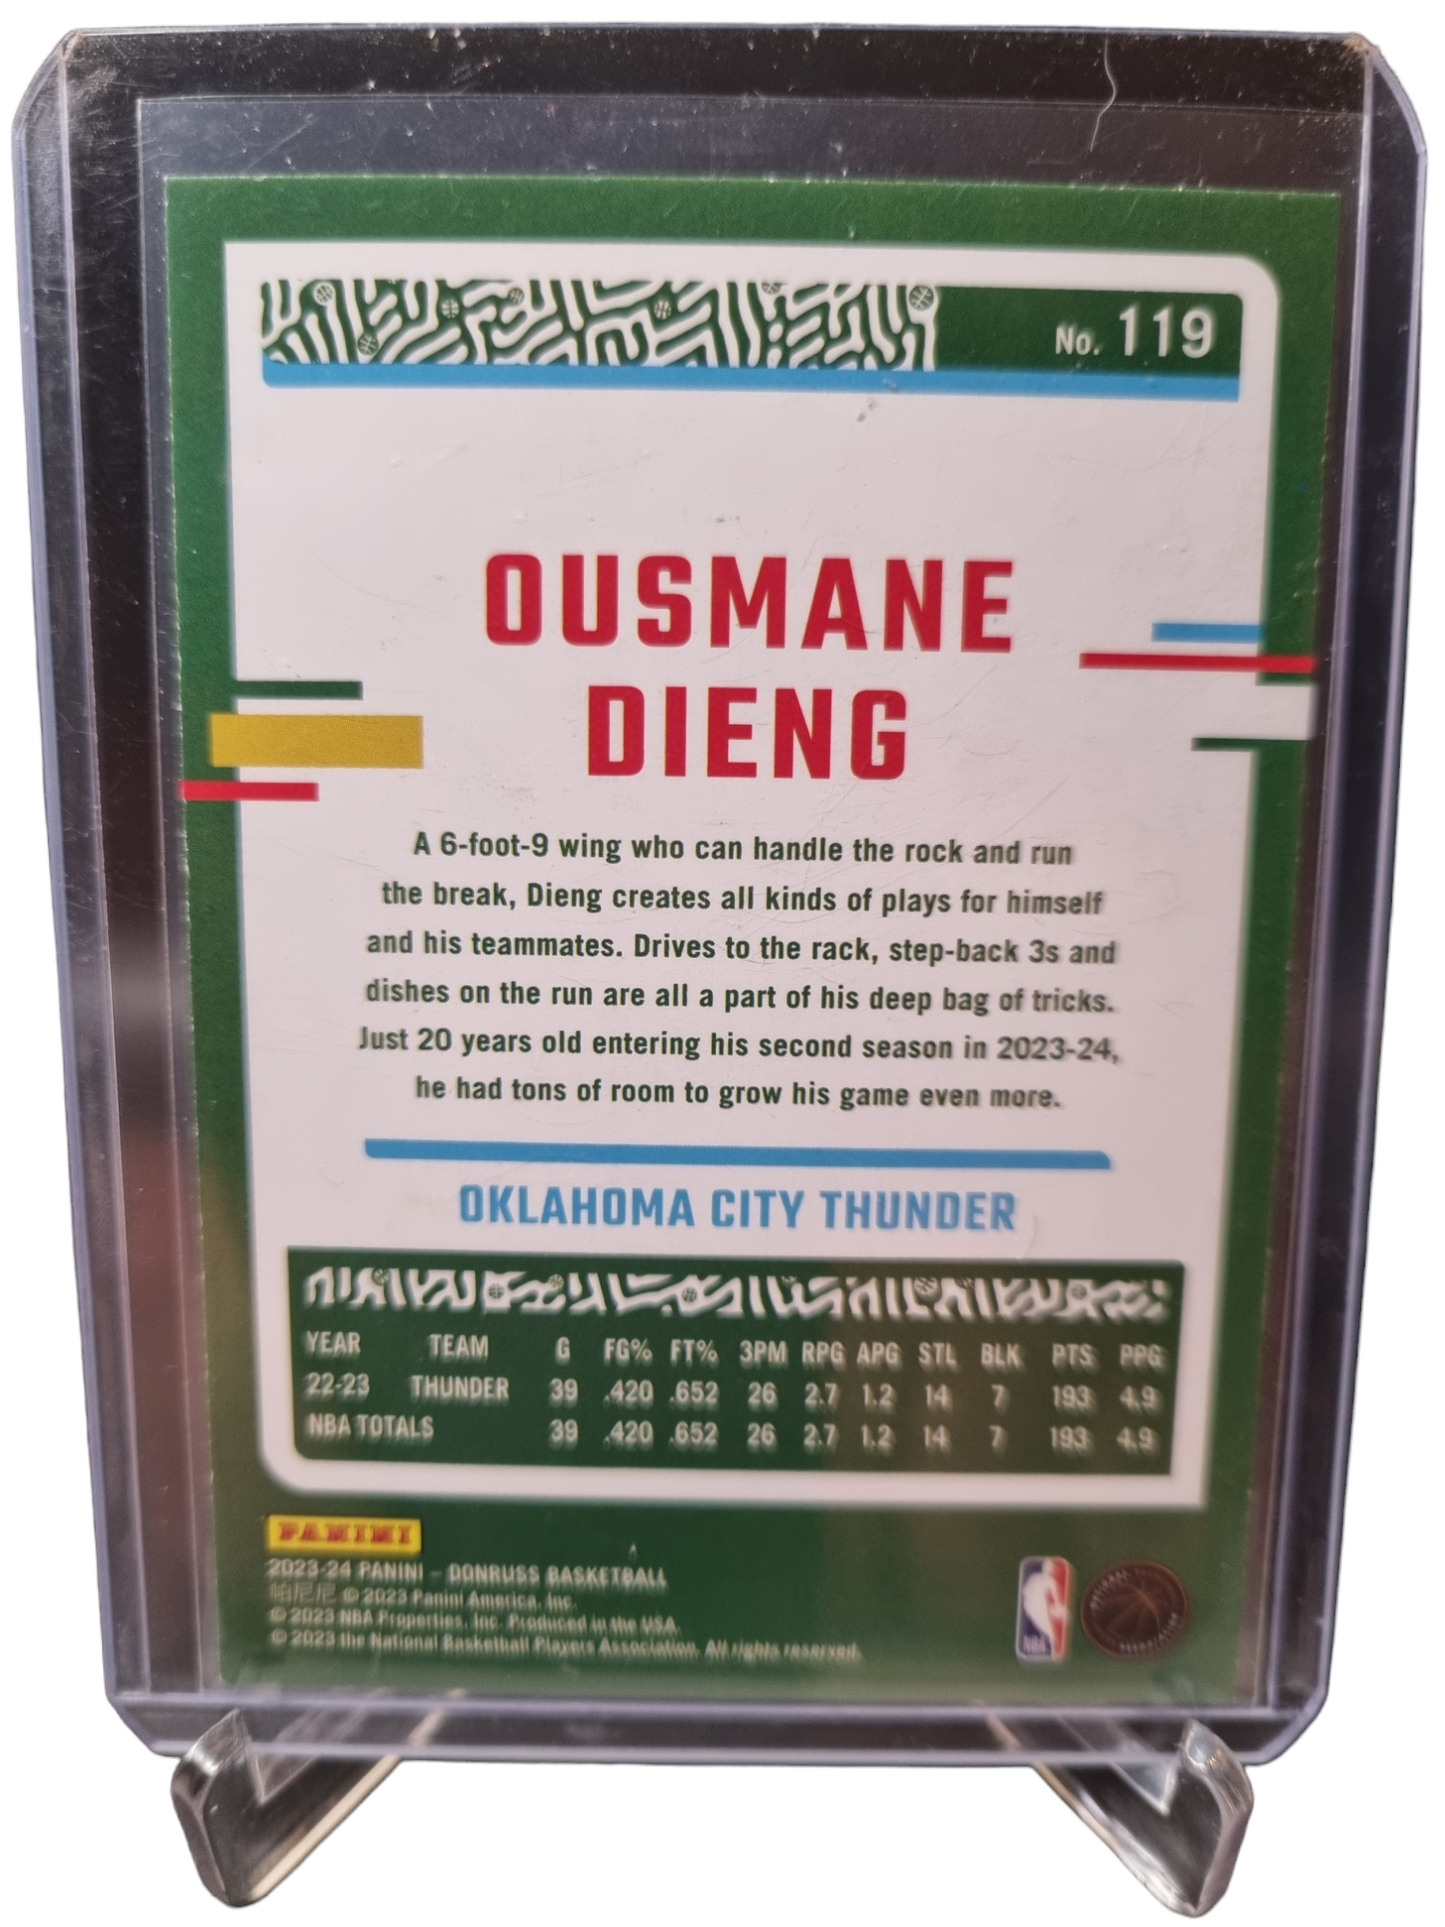 No. 119
OUSMANE
DIENG
A 6-foot-9 wing who can handle the rock and run
the break, Dieng creates all kinds of plays for himself
and his teammates. Drives to the rack, step-back 3s and
dishes on the run are all a part of his deep bag of tricks.
Just 20 years old entering his second season in 2023-24,
he had tons of room to grow his game even more.
OKLAHOMA CITY THUNDER
YEAR TEAM G FG% FT% 3PM RPG APG STL BLK PTS PPG
22-23 THUNDER 39 .420 .652 26 2.7 1.2 14 7 193 4.9
NBA TOTALS 39 .420 .652 26 2.7 1.2 14 7 193 4.9
PANINI
2023-24 PANINI – DONRUSS BASKETBALL
帕尼尼 © 2023 Panini America, Inc.
© 2023 NBA Properties, Inc. Produced in the USA.
© 2023 the National Basketball Players Association. All rights reserved.
NBA